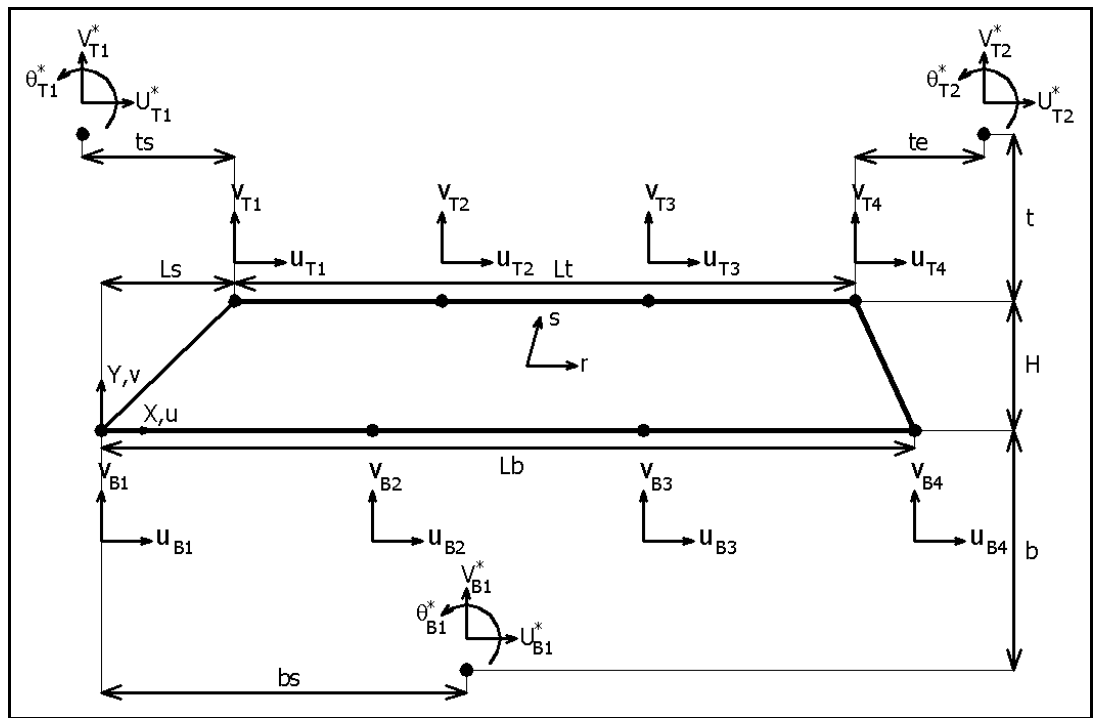 V*T1 V*T2
θ*T1 U*T1 θ*T2 U*T2
ts te
vT1 vT2 vT3 vT4 t
uT1 uT2 uT3 uT4
Ls Lt
s
r H
Y,v
X,u
Lb
vB1 vB2 vB3 vB4
uB1 uB2 uB3 uB4 b
V*B1
θ*B1 U*B1
bs